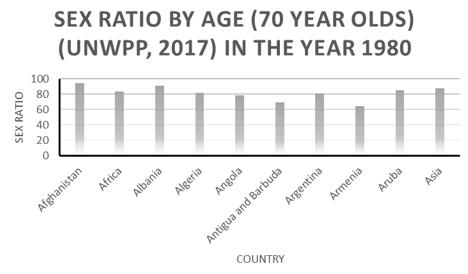 SEX RATIO BY AGE (70 YEAR OLDS)
(UNWPP, 2017) IN THE YEAR 1980
SEX RATIO
100
80
60
40
20
0
Afghanistan
Africa
Albania
Algeria
Angola
Antigua and Barbuda
Argentina
Armenia
Aruba
Asia
COUNTRY